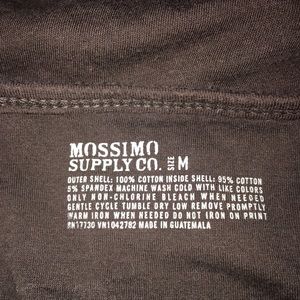 MOSSIMO
SUPPLY CO. SIZE M
OUTER SHELL: 100% COTTON INSIDE SHELL: 95% COTTON
5% SPANDEX MACHINE WASH COLD WITH LIKE COLORS
ONLY NON-CHLORINE BLEACH WHEN NEEDED
GENTLE CYCLE TUMBLE DRY LOW REMOVE PROMPTLY
WARM IRON WHEN NEEDED DO NOT IRON ON PRINT
RN17730 VN1042782 MADE IN GUATEMALA